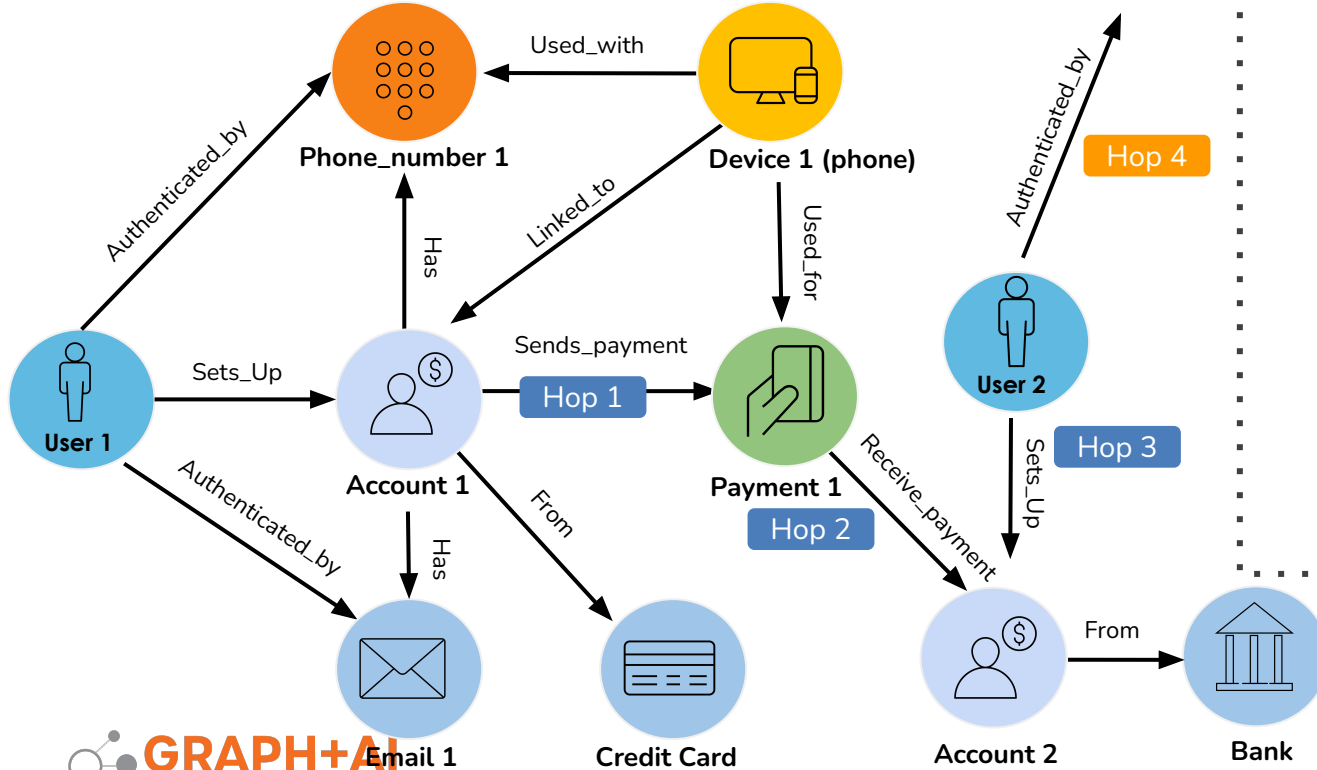 Used_with
Phone_number 1
Device 1 (phone)
Authenticated_by
Hop 4
Authenticated_by
Has
Linked_to
Used_for
$
Sets_Up
Sends_payment
Hop 1
User 1
User 2
Account 1
Payment 1
Hop 2
Receive_payment
Sets_Up
Hop 3
Authenticated_by
Has
From
$
From
GRAPH+AI
Email 1
Credit Card
Account 2
Bank